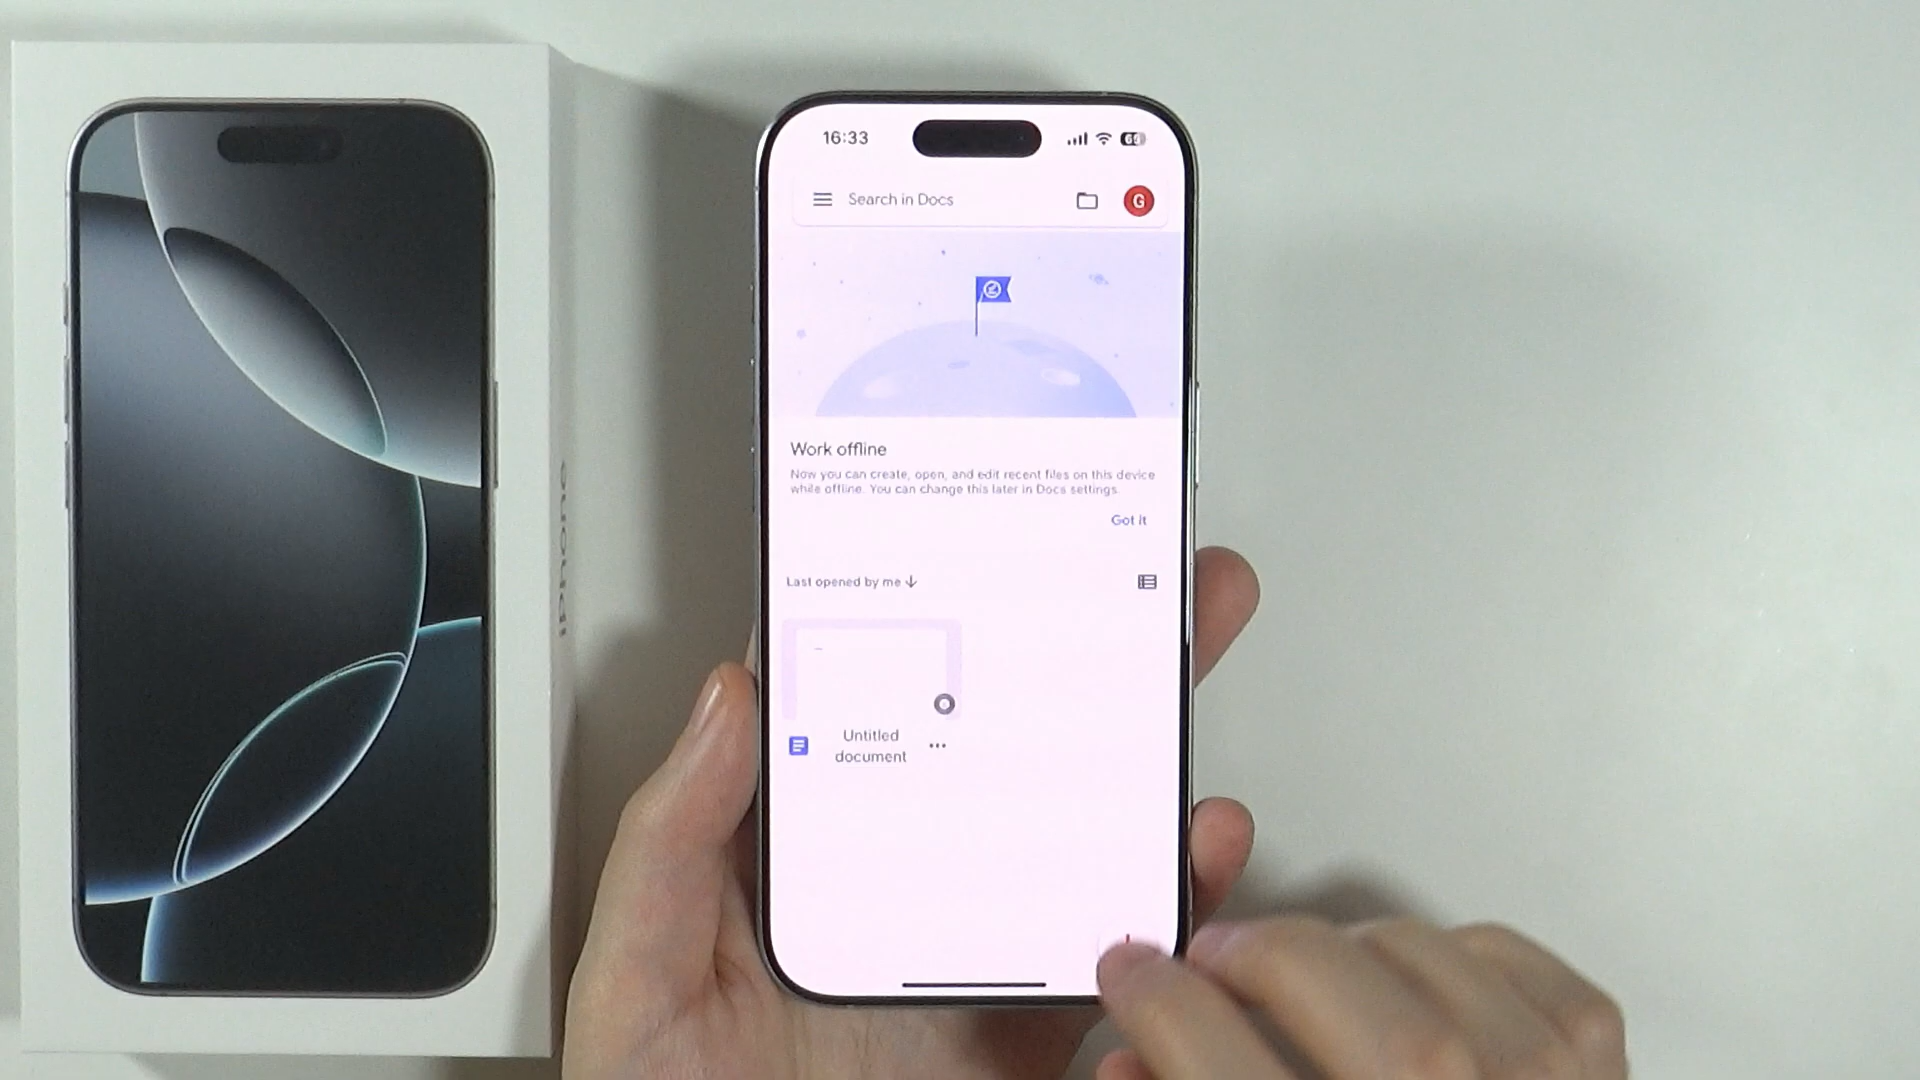 iPhone
16:33
Search in Docs
G
Work offline
Now you can create, open, and edit recent files on this device
while offline. You can change this later in Docs settings.
Got it
Last opened by me
Untitled
document